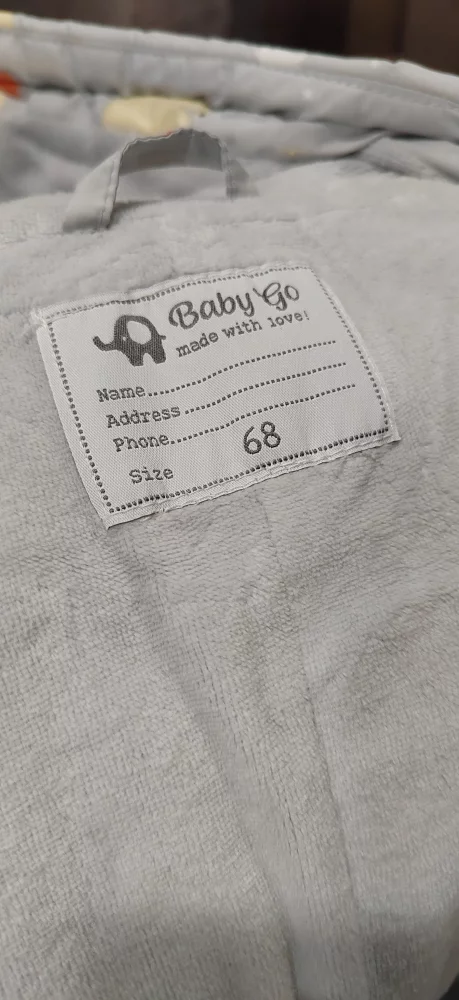 Baby Go
made with love!
Name..............................
Address..........................
Phone.............................
Size 68